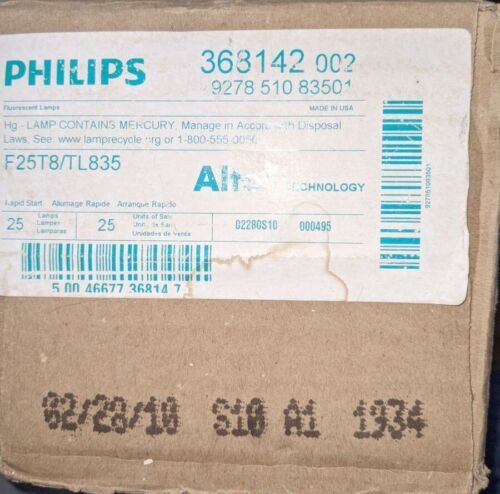 PHILIPS
368142 002
9278 510 83501
Fluorescent Lamps
MADE IN USA
Hg - LAMP CONTAINS MERCURY, Manage in Accord with Disposal
Laws, See: www.lamprecycle.org or 1-800-555-0050
F25T8/TL835
TECHNOLOGY
Rapid Start Allumage Rapide Arranque Rapido
25
Lamps
Lampes
Lamparas
25
Units of Sale
Unidades de Venta
02280S10
000495
5 00 46677 36814 7
927851083501
02/28/10 S10 A1 1934